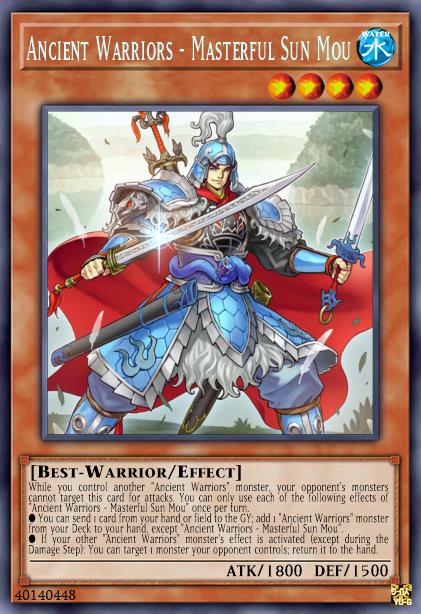 Ancient Warriors - Masterful Sun Mou
WATER
水
[Best-Warrior/Effect]
While you control another "Ancient Warriors" monster, your opponent's monsters
cannot target this card for attacks. You can only use each of the following effects of
"Ancient Warriors - Masterful Sun Mou" once per turn.
● You can send 1 card from your hand or field to the GY; add 1 "Ancient Warriors" monster
from your Deck to your hand, except "Ancient Warriors - Masterful Sun Mou".
● If your other "Ancient Warriors" monster's effect is activated (except during the
Damage Step): You can target 1 monster your opponent controls; return it to the hand.
ATK/1800 DEF/1500
40140448